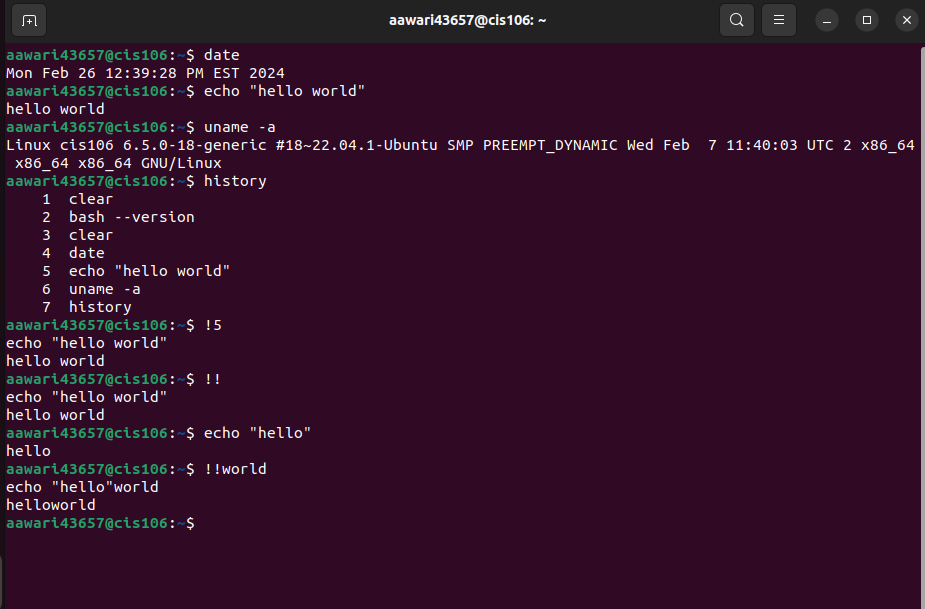 aawari43657@cis106: ~
aawari43657@cis106:~$ date
Mon Feb 26 12:39:28 PM EST 2024
aawari43657@cis106:~$ echo "hello world"
hello world
aawari43657@cis106:~$ uname -a
Linux cis106 6.5.0-18-generic #18~22.04.1-Ubuntu SMP PREEMPT_DYNAMIC Wed Feb  7 11:40:03 UTC 2 x86_64
 x86_64 x86_64 GNU/Linux
aawari43657@cis106:~$ history
    1  clear
    2  bash --version
    3  clear
    4  date
    5  echo "hello world"
    6  uname -a
    7  history
aawari43657@cis106:~$ !5
echo "hello world"
hello world
aawari43657@cis106:~$ !!
echo "hello world"
hello world
aawari43657@cis106:~$ echo "hello"
hello
aawari43657@cis106:~$ !!world
echo "hello"world
helloworld
aawari43657@cis106:~$